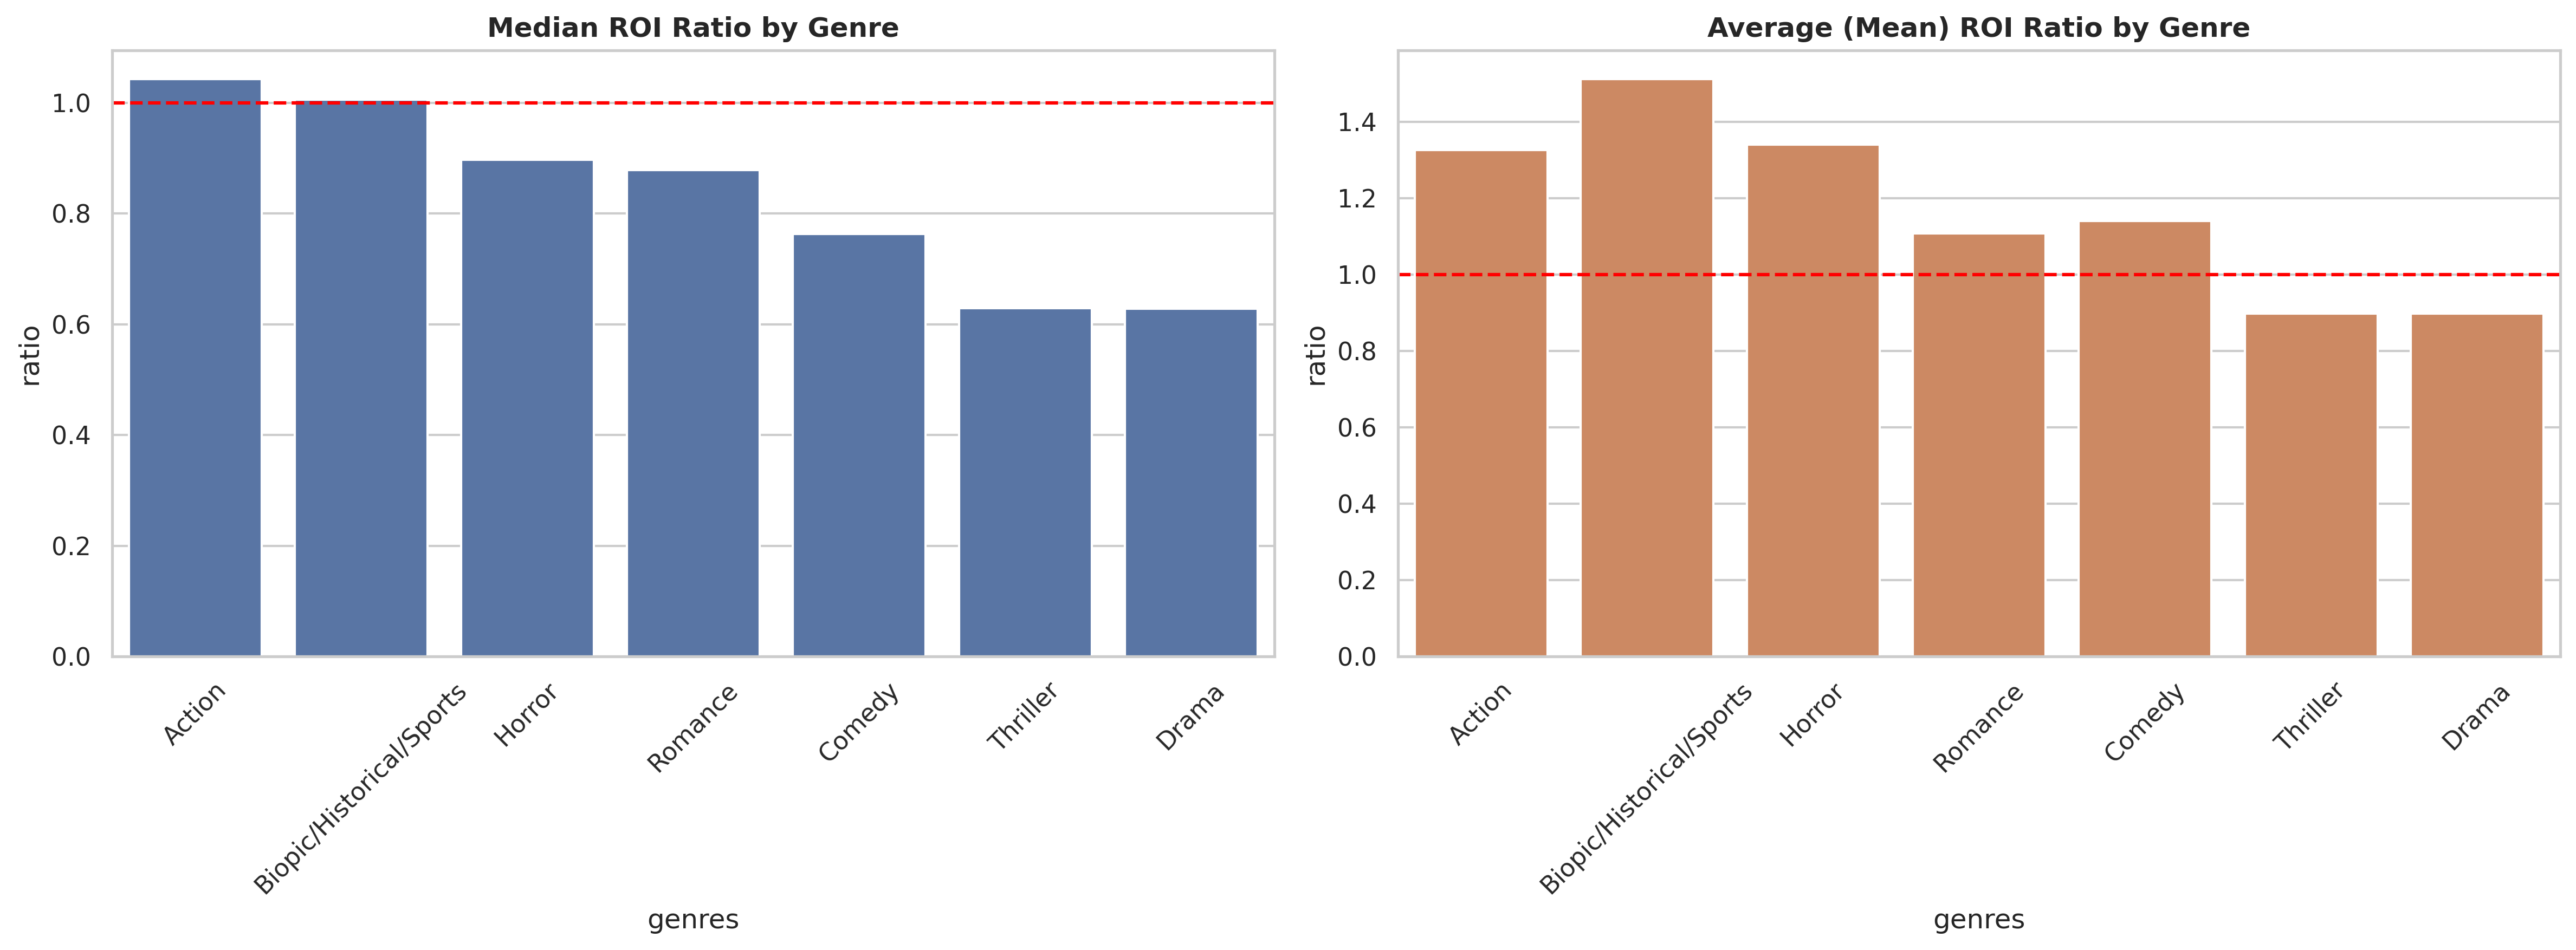 Median ROI Ratio by Genre
ratio
1.0
0.8
0.6
0.4
0.2
0.0
Action
Biopic/Historical/Sports
Horror
Romance
Comedy
Thriller
Drama
genres
Average (Mean) ROI Ratio by Genre
ratio
1.4
1.2
1.0
0.8
0.6
0.4
0.2
0.0
Action
Biopic/Historical/Sports
Horror
Romance
Comedy
Thriller
Drama
genres